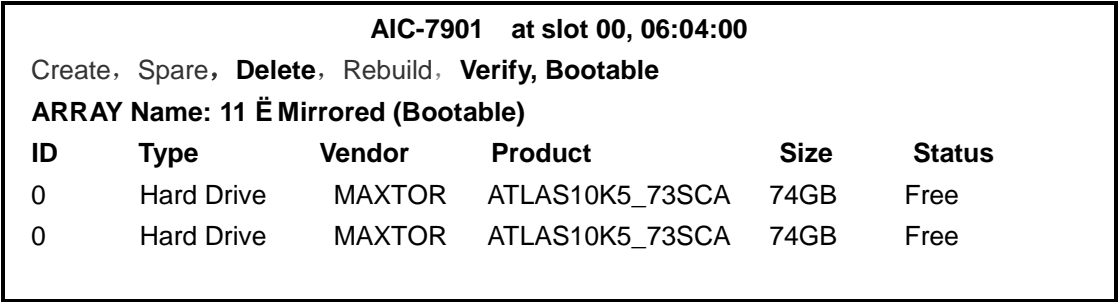 AIC-7901 at slot 00, 06:04:00
Create，Spare，Delete，Rebuild，Verify, Bootable
ARRAY Name: 11 Ë Mirrored (Bootable)
ID Type Vendor Product Size Status
0 Hard Drive MAXTOR ATLAS10K5_73SCA 74GB Free
0 Hard Drive MAXTOR ATLAS10K5_73SCA 74GB Free